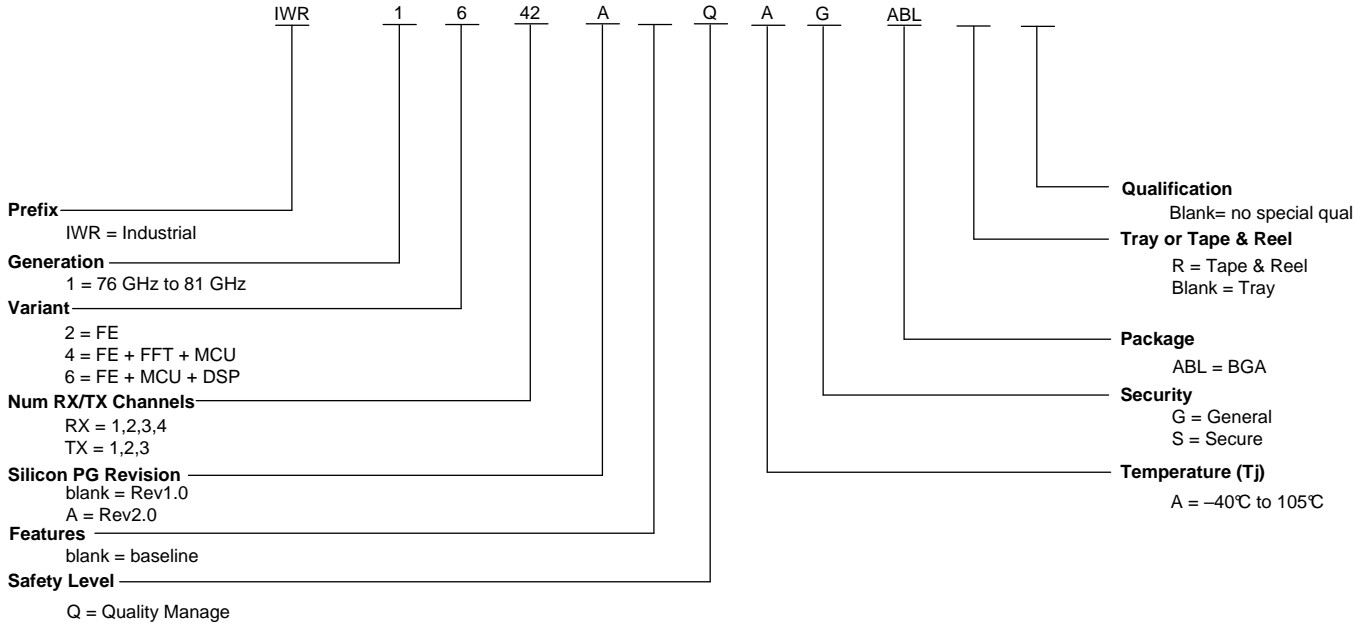 IWR 1 6 42 A Q A G ABL
Prefix
IWR = Industrial
Generation
1 = 76 GHz to 81 GHz
Variant
2 = FE
4 = FE + FFT + MCU
6 = FE + MCU + DSP
Num RX/TX Channels
RX = 1,2,3,4
TX = 1,2,3
Silicon PG Revision
blank = Rev1.0
A = Rev2.0
Features
blank = baseline
Safety Level
Q = Quality Manage
Qualification
Blank= no special qual
Tray or Tape & Reel
R = Tape & Reel
Blank = Tray
Package
ABL = BGA
Security
G = General
S = Secure
Temperature (Tj)
A = –40℃ to 105℃